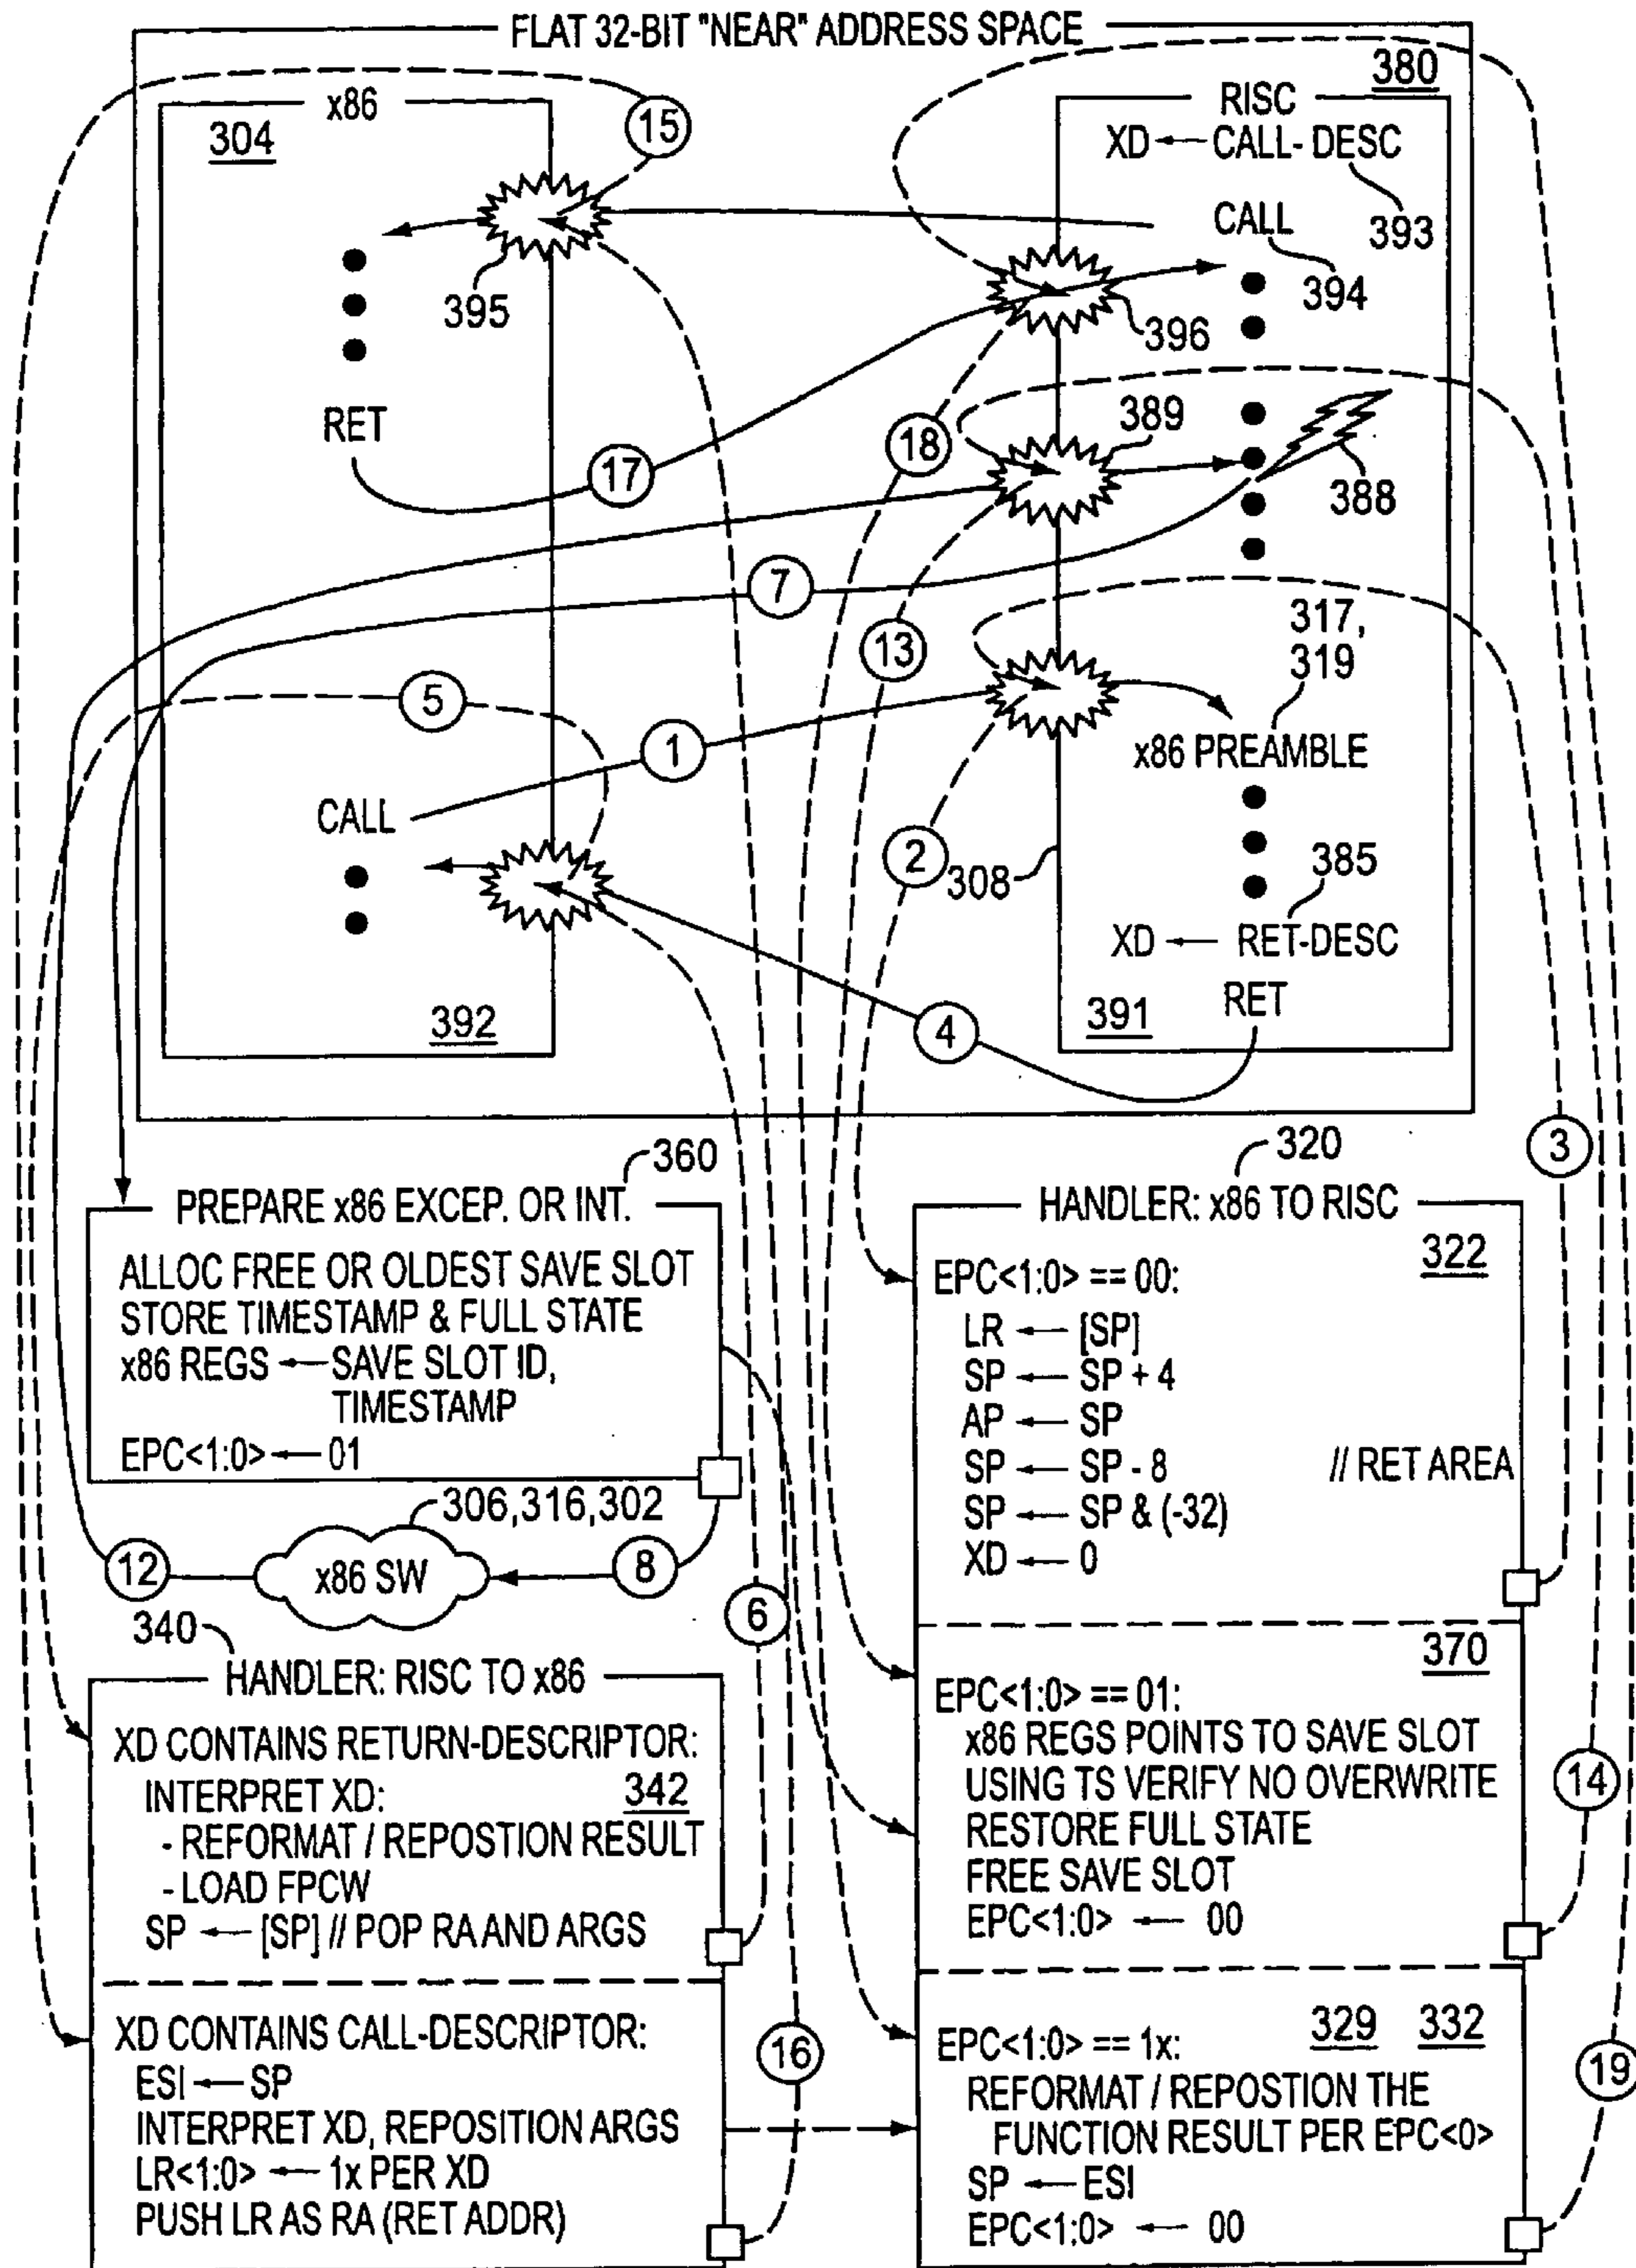 FLAT 32-BIT "NEAR" ADDRESS SPACE
380
x86
304
15
395
RET
17
5
CALL
1
392
RISC
XD ← CALL- DESC
393
CALL
394
396
18
389
388
7
13
317,
319
x86 PREAMBLE
2
308
385
XD ← RET-DESC
RET
391
4
3
360
PREPARE x86 EXCEP. OR INT.
ALLOC FREE OR OLDEST SAVE SLOT
STORE TIMESTAMP & FULL STATE
x86 REGS ← SAVE SLOT ID,
TIMESTAMP
EPC<1:0> ← 01
306,316,302
12
x86 SW
8
6
340
HANDLER: RISC TO x86
XD CONTAINS RETURN-DESCRIPTOR:
INTERPRET XD:
342
- REFORMAT / REPOSTION RESULT
- LOAD FPCW
SP ← [SP] // POP RA AND ARGS
XD CONTAINS CALL-DESCRIPTOR:
ESI ← SP
INTERPRET XD, REPOSITION ARGS
LR<1:0> ← 1x PER XD
PUSH LR AS RA (RET ADDR)
16
320
HANDLER: x86 TO RISC
322
EPC<1:0> == 00:
LR ← [SP]
SP ← SP + 4
AP ← SP
SP ← SP - 8 // RET AREA
SP ← SP & (-32)
XD ← 0
370
EPC<1:0> == 01:
x86 REGS POINTS TO SAVE SLOT
USING TS VERIFY NO OVERWRITE
RESTORE FULL STATE
FREE SAVE SLOT
EPC<1:0> ← 00
14
329 332
EPC<1:0> == 1x:
REFORMAT / REPOSTION THE
FUNCTION RESULT PER EPC<0>
SP ← ESI
EPC<1:0> ← 00
19